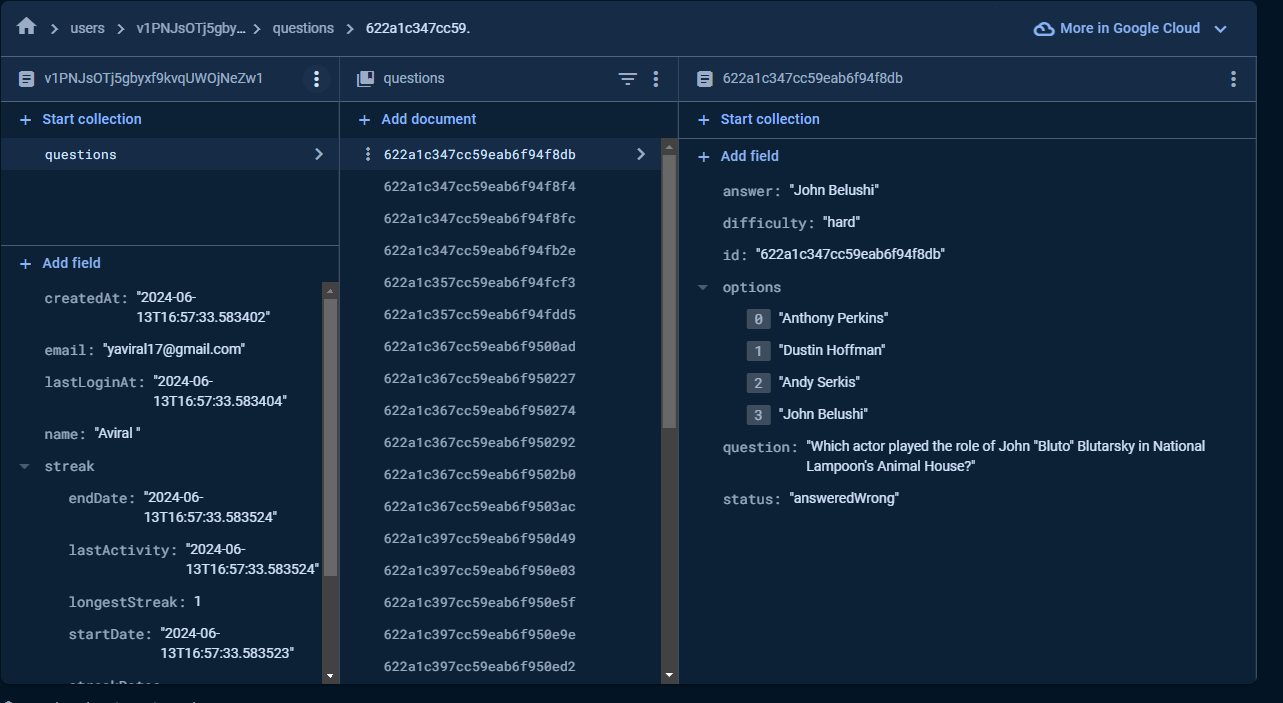 users
v1PNJsOTj5gby...
questions
622a1c347cc59.
More in Google Cloud
v1PNJsOTj5gbyxf9kvqUWOjNeZw1
Start collection
questions
Add field
createdAt: "2024-06-
13T16:57:33.583402"
email: "yaviral17@gmail.com"
lastLoginAt: "2024-06-
13T16:57:33.583404"
name: "Aviral "
streak
endDate: "2024-06-
13T16:57:33.583524"
lastActivity: "2024-06-
13T16:57:33.583524"
longestStreak: 1
startDate: "2024-06-
13T16:57:33.583523"
questions
Add document
622a1c347cc59eab6f94f8db
622a1c347cc59eab6f94f8f4
622a1c347cc59eab6f94f8fc
622a1c347cc59eab6f94fb2e
622a1c357cc59eab6f94fcf3
622a1c357cc59eab6f94fdd5
622a1c367cc59eab6f9500ad
622a1c367cc59eab6f950227
622a1c367cc59eab6f950274
622a1c367cc59eab6f950292
622a1c367cc59eab6f9502b0
622a1c367cc59eab6f9503ac
622a1c397cc59eab6f950d49
622a1c397cc59eab6f950e03
622a1c397cc59eab6f950e5f
622a1c397cc59eab6f950e9e
622a1c397cc59eab6f950ed2
622a1c347cc59eab6f94f8db
Start collection
Add field
answer: "John Belushi"
difficulty: "hard"
id: "622a1c347cc59eab6f94f8db"
options
0 "Anthony Perkins"
1 "Dustin Hoffman"
2 "Andy Serkis"
3 "John Belushi"
question: "Which actor played the role of John "Bluto" Blutarsky in National
Lampoon's Animal House?"
status: "answeredWrong"